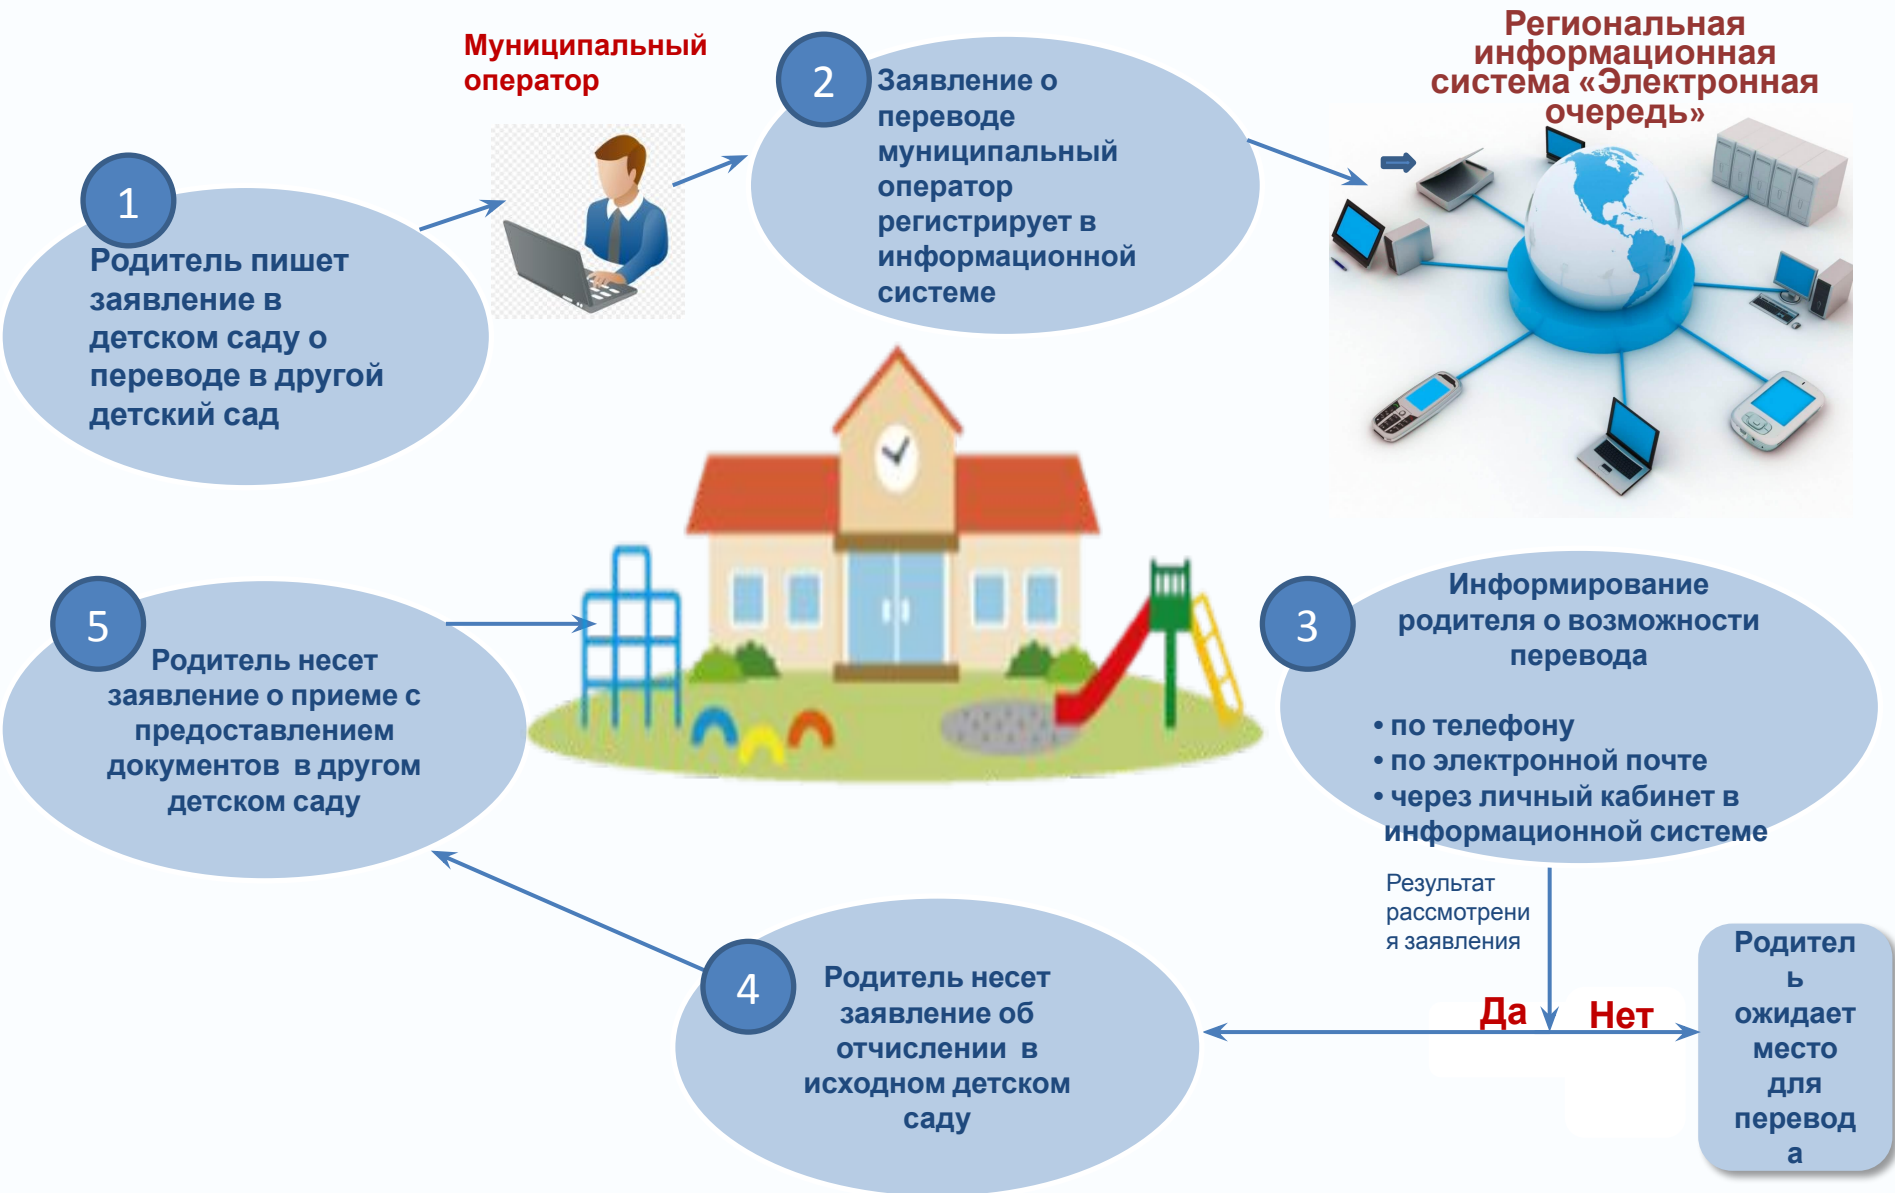 Муниципальный
оператор
Региональная
информационная
система «Электронная
очередь»
1
Родитель пишет
заявление в
детском саду о
переводе в другой
детский сад
2
Заявление о
переводе
муниципальный
оператор
регистрирует в
информационной
системе
3
Информирование
родителя о возможности
перевода
• по телефону
• по электронной почте
• через личный кабинет в
информационной системе
Результат
рассмотрени
я заявления
Да
Нет
Родител
ь
ожидает
место
для
перевод
а
4
Родитель несет
заявление об
отчислении в
исходном детском
саду
5
Родитель несет
заявление о приеме с
предоставлением
документов в другом
детском саду